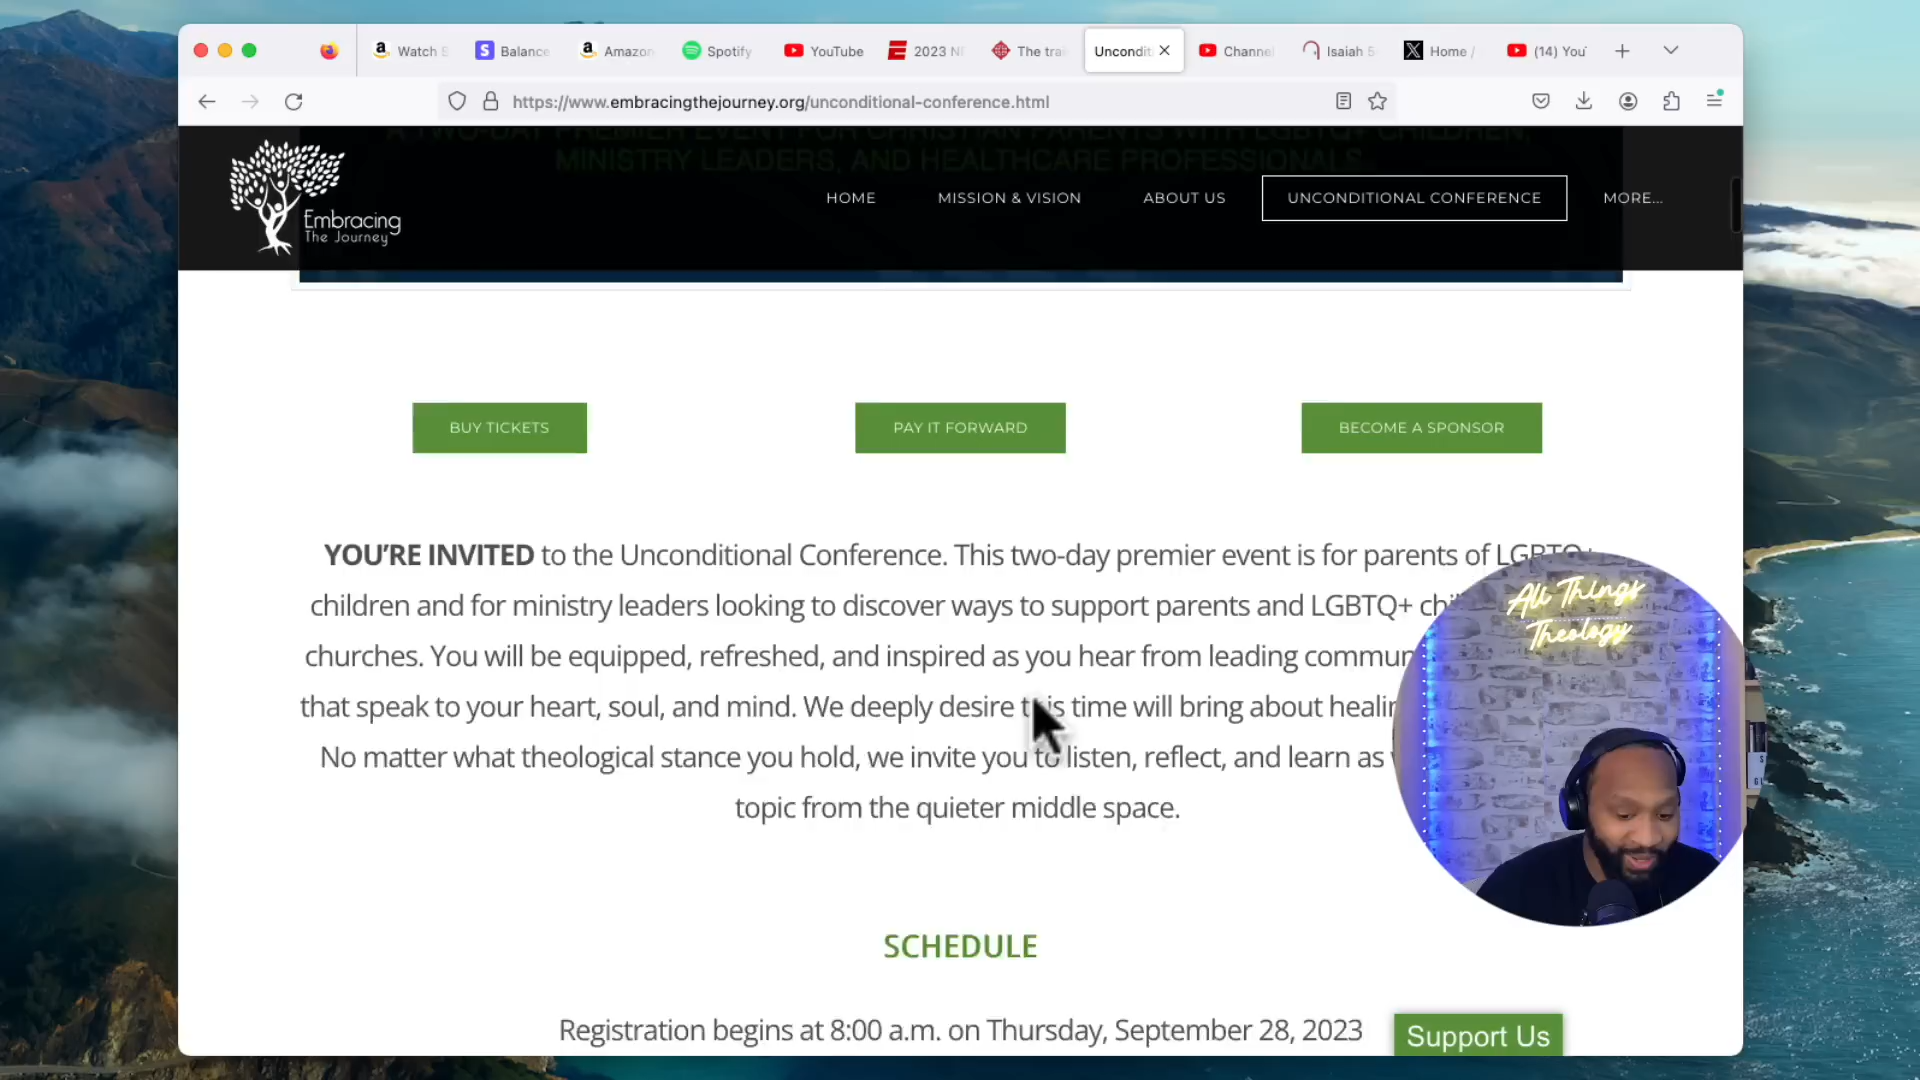 Watch S
Balance
Amazon
Spotify
YouTube
2023 N
The tra
Uncondit
Channel
Isaiah 5
Home /
(14) You
https://www.embracingthejourney.org/unconditional-conference.html
A TWO-DAY PREMIER EVENT FOR CHRISTIAN PARENTS WITH LGBTQ+ CHILDREN,
MINISTRY LEADERS, AND HEALTHCARE PROFESSIONALS.
Embracing
The Journey
HOME
MISSION & VISION
ABOUT US
UNCONDITIONAL CONFERENCE
MORE...
BUY TICKETS
PAY IT FORWARD
BECOME A SPONSOR
YOU'RE INVITED to the Unconditional Conference. This two-day premier event is for parents of LGBTQ+
children and for ministry leaders looking to discover ways to support parents and LGBTQ+ chi
churches. You will be equipped, refreshed, and inspired as you hear from leading commun
that speak to your heart, soul, and mind. We deeply desire this time will bring about healin
No matter what theological stance you hold, we invite you to listen, reflect, and learn as
topic from the quieter middle space.
All Things
Theology
SCHEDULE
Registration begins at 8:00 a.m. on Thursday, September 28, 2023
Support Us